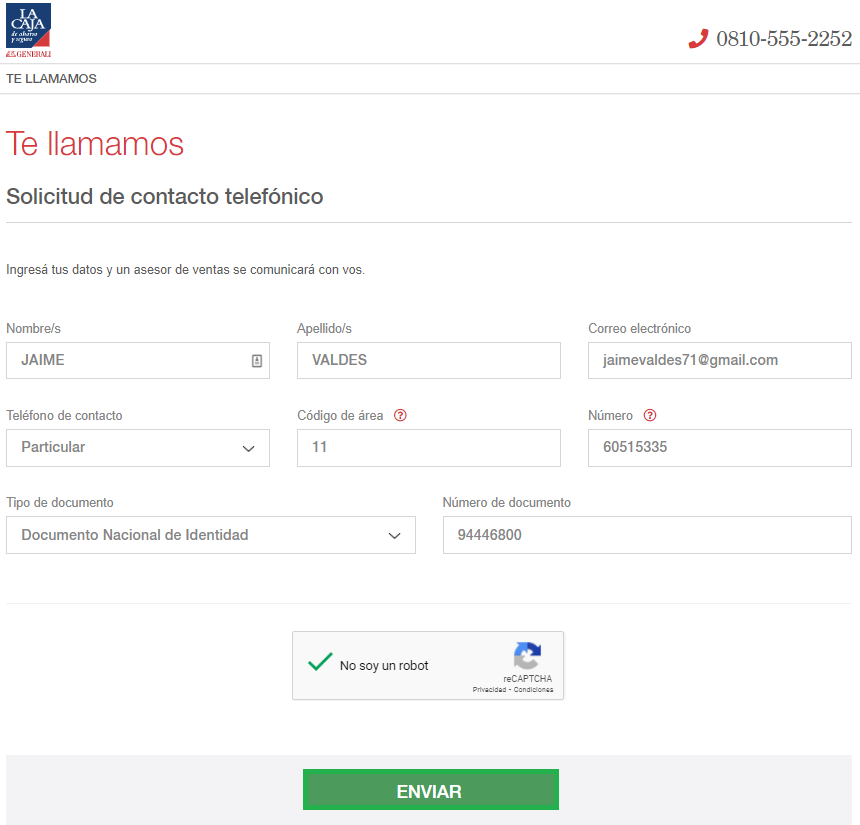 LA
CAJA
de ahorro
y seguro
GENERALI
0810-555-2252
TE LLAMAMOS
Te llamamos
Solicitud de contacto telefónico
Ingresá tus datos y un asesor de ventas se comunicará con vos.
Nombre/s Apellido/s Correo electrónico
JAIME VALDES jaimevaldes71@gmail.com
Teléfono de contacto Código de área ? Número ?
Particular 11 60515335
Tipo de documento Número de documento
Documento Nacional de Identidad 94446800
No soy un robot
reCAPTCHA
Privacidad - Condiciones
ENVIAR